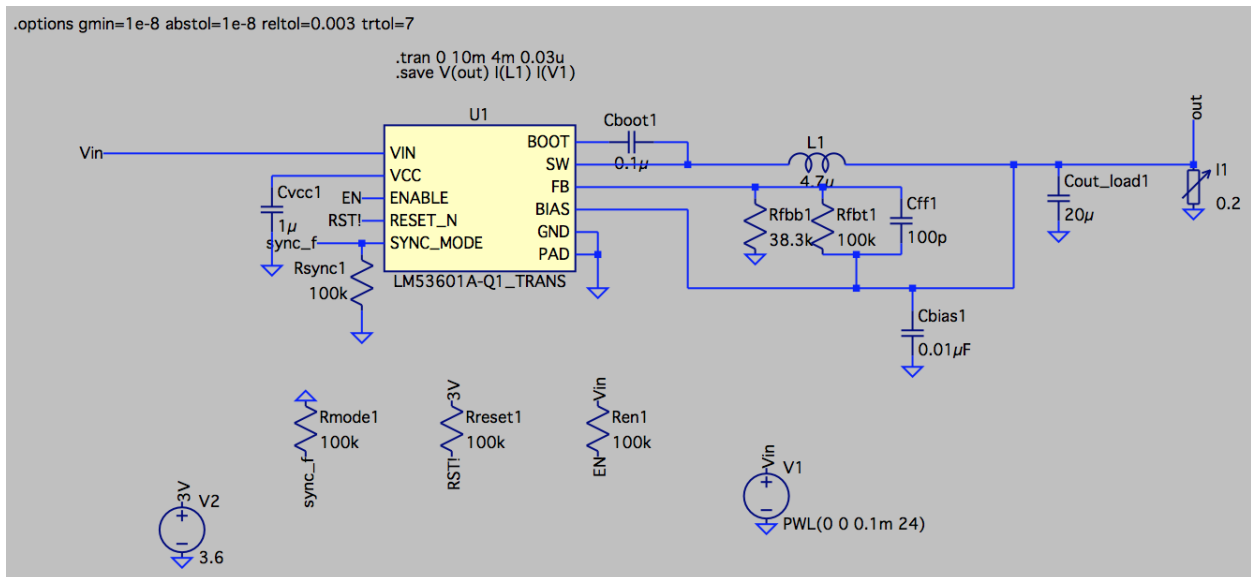 .options gmin=1e-8 abstol=1e-8 reltol=0.003 trtol=7
.tran 0 10m 4m 0.03u
.save V(out) I(L1) I(V1)
U1
Vin
VIN
VCC
ENABLE
RESET_N
SYNC_MODE
BOOT
SW
FB
BIAS
GND
PAD
LM53601A-Q1_TRANS
Cvcc1
1µ
EN
RST!
sync_f
Rsync1
100k
Cboot1
0.1µ
L1
4.7µ
Rfbb1
38.3k
Rfbt1
100k
Cff1
100p
Cout_load1
20µ
out
I1
0.2
Cbias1
0.01µF
Rmode1
100k
sync_f
3V
Rreset1
100k
RST!
Vin
Ren1
100k
EN
3V
V2
3.6
Vin
V1
PWL(0 0 0.1m 24)